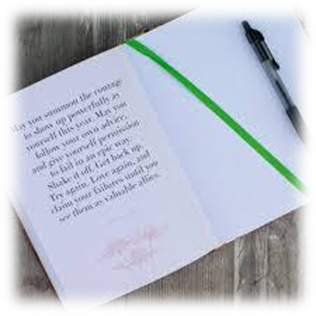 May you summon the courage
to show up powerfully as
yourself this year. May you
follow your own advice,
and give yourself permission
to fail in an epic way.
Shake it off. Get back up.
Try again. Love again, and
claim your failures until you
see them as valuable allies.